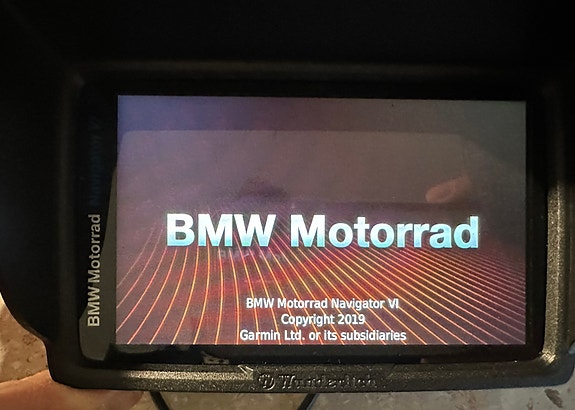 BMW Motorrad
BMW Motorrad
BMW Motorrad Navigator VI
Copyright 2019
Garmin Ltd. or its subsidiaries
Wunderlich